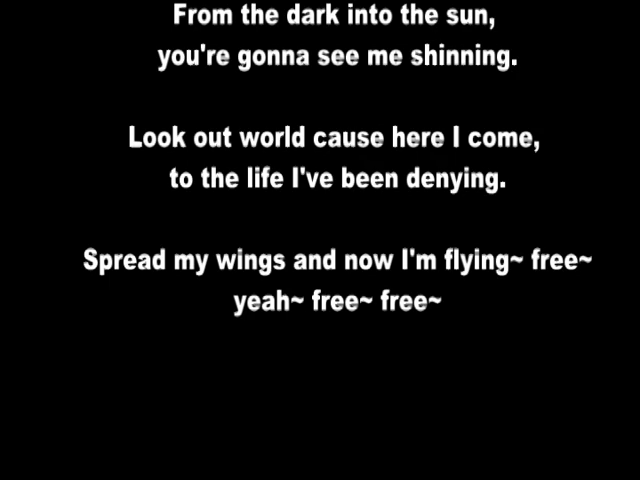 From the dark into the sun,
you're gonna see me shinning.
Look out world cause here I come,
to the life I've been denying.
Spread my wings and now I'm flying~ free~
yeah~ free~ free~